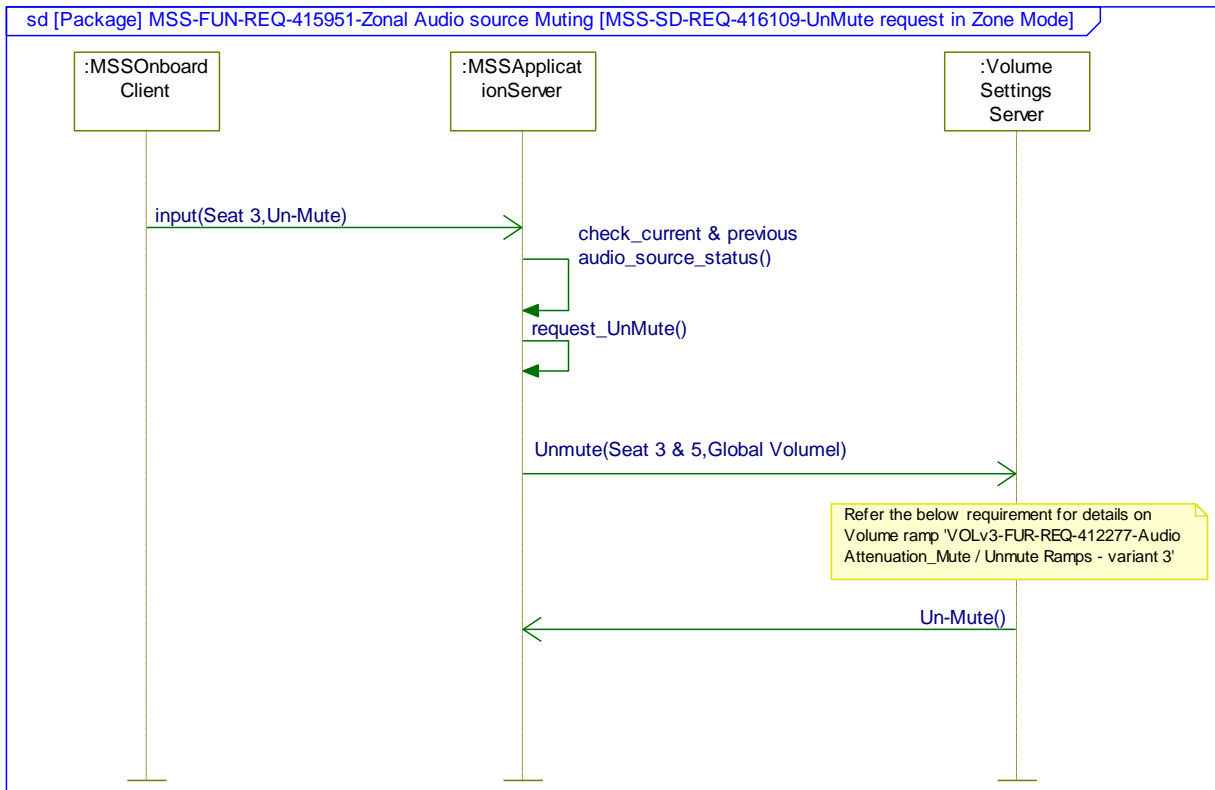 sd [Package] MSS-FUN-REQ-415951-Zonal Audio source Muting [MSS-SD-REQ-416109-UnMute request in Zone Mode]
:MSSOnboard
Client
:MSSApplicat
ionServer
:Volume
Settings
Server
input(Seat 3,Un-Mute)
check_current & previous
audio_source_status()
request_UnMute()
Unmute(Seat 3 & 5,Global Volumel)
Refer the below requirement for details on
Volume ramp 'VOLv3-FUR-REQ-412277-Audio
Attenuation_Mute / Unmute Ramps - variant 3'
Un-Mute()